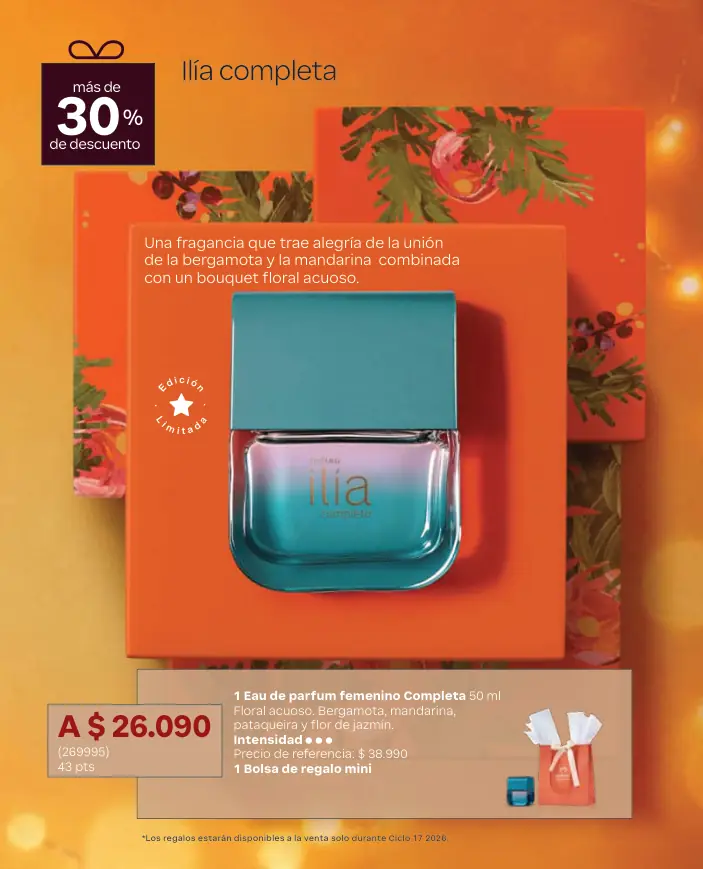 más de
30%
de descuento
Ilía completa
Una fragancia que trae alegría de la unión
de la bergamota y la mandarina combinada
con un bouquet floral acuoso.
Edición
Limitada
natura
ilía
completa
A $ 26.090
(269995)
43 pts
1 Eau de parfum femenino Completa 50 ml
Floral acuoso. Bergamota, mandarina,
pataqueira y flor de jazmín.
Intensidad ● ● ●
Precio de referencia: $ 38.990
1 Bolsa de regalo mini
*Los regalos estarán disponibles a la venta solo durante Ciclo 17 2026.